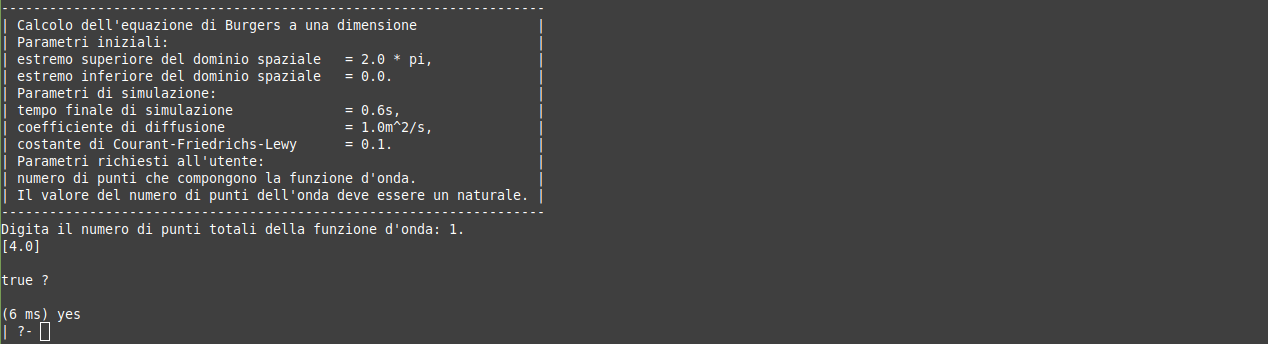 --------------------------------------------------------------------
| Calcolo dell'equazione di Burgers a una dimensione               |
| Parametri iniziali:                                              |
| estremo superiore del dominio spaziale   = 2.0 * pi,             |
| estremo inferiore del dominio spaziale   = 0.0.                  |
| Parametri di simulazione:                                        |
| tempo finale di simulazione              = 0.6s,                 |
| coefficiente di diffusione               = 1.0m^2/s,             |
| costante di Courant-Friedrichs-Lewy      = 0.1.                  |
| Parametri richiesti all'utente:                                  |
| numero di punti che compongono la funzione d'onda.               |
| Il valore del numero di punti dell'onda deve essere un naturale. |
--------------------------------------------------------------------
Digita il numero di punti totali della funzione d'onda: 1.
[4.0]
true ?
(6 ms) yes
| ?-